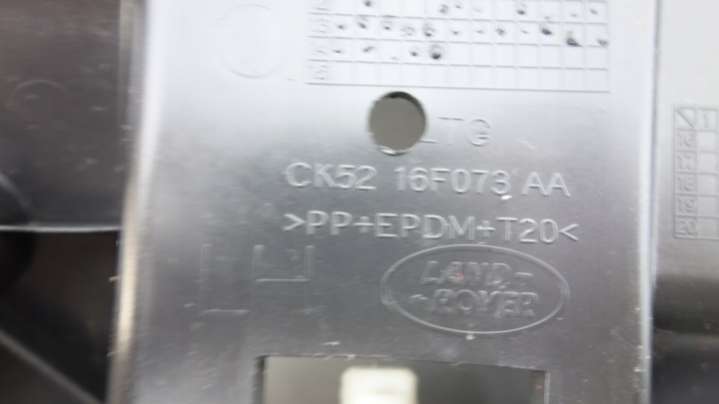 LTG
CK52 16F073 AA
>PP+EPDM+T20<
LAND-
-ROVER